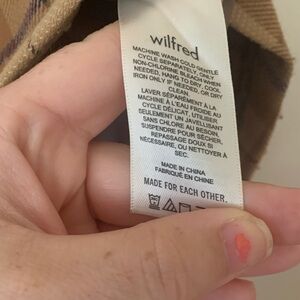 wilfred
MACHINE WASH COLD GENTLE
CYCLE SEPARATELY, ONLY
NON-CHLORINE BLEACH WHEN
NEEDED, HANG TO DRY, COOL
IRON ONLY IF NEEDED, OR DRY
CLEAN.
LAVER SÉPARÉMENT À LA
MACHINE À L'EAU FROIDE AU
CYCLE DÉLICAT, UTILISER
SEULEMENT UN JAVELLISANT
SANS CHLORE AU BESOIN,
SUSPENDRE POUR SÉCHER,
REPASSAGE DOUX SI
NÉCESSAIRE, OU NETTOYER À
SEC.
MADE IN CHINA
FABRIQUÉ EN CHINE
MADE FOR EACH OTHER.